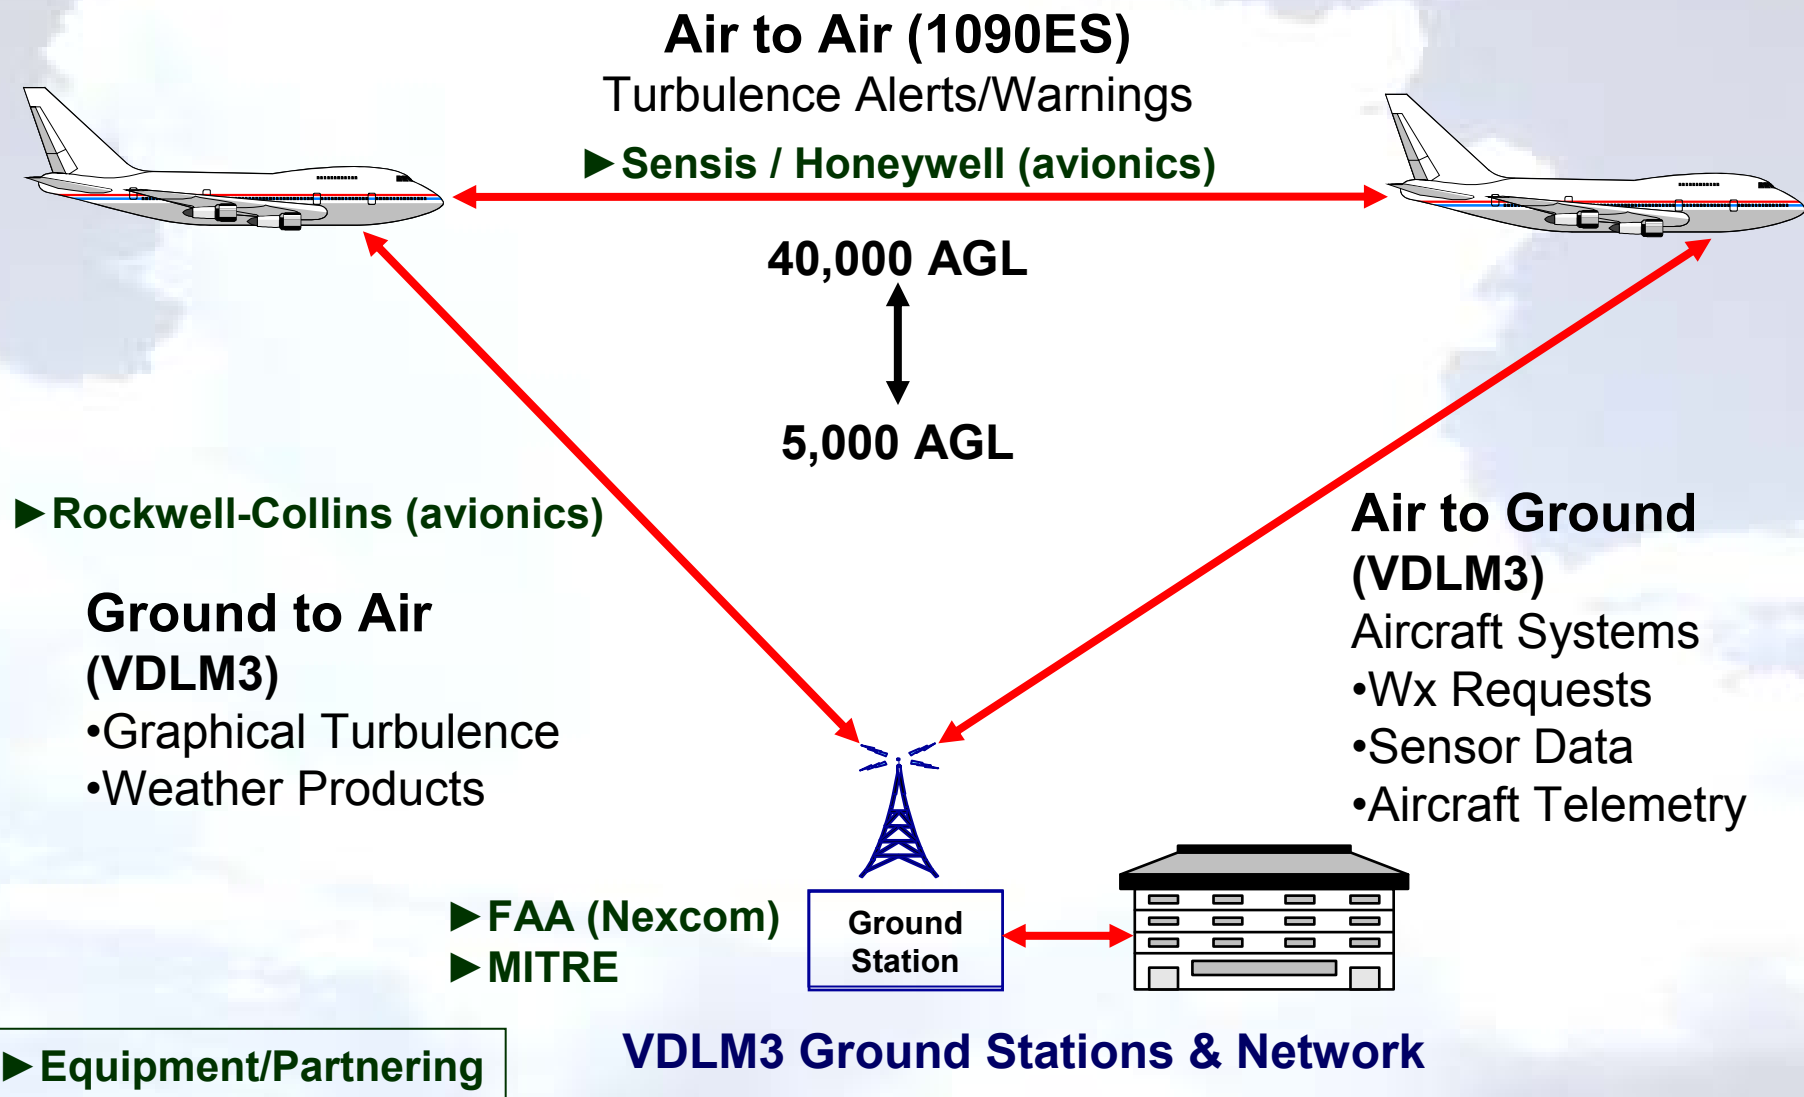 Air to Air (1090ES)
Turbulence Alerts/Warnings
►Sensis / Honeywell (avionics)
40,000 AGL
5,000 AGL
►Rockwell-Collins (avionics)
Ground to Air
(VDLM3)
•Graphical Turbulence
•Weather Products
Air to Ground
(VDLM3)
Aircraft Systems
•Wx Requests
•Sensor Data
•Aircraft Telemetry
►FAA (Nexcom)
►MITRE
Ground
Station
VDLM3 Ground Stations & Network
►Equipment/Partnering